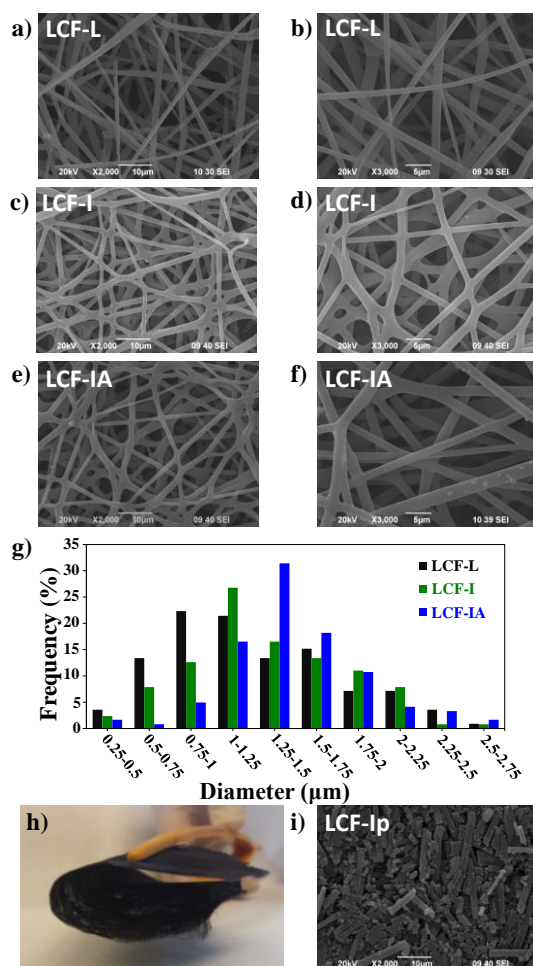 a) LCF-L
20kV X2,000 10µm 10 30 SEI
b) LCF-L
20kV X3,000 5µm 09 30 SEI
c) LCF-I
20kV X2,000 10µm 09 40 SEI
d) LCF-I
20kV X3,000 5µm 09 40 SEI
e) LCF-IA
20kV X2,000 10µm 09 40 SEI
f) LCF-IA
20kV X3,000 5µm 10 39 SEI
g)
Frequency (%)
35
30
25
20
15
10
5
0
LCF-L
LCF-I
LCF-IA
0.25-0.5
0.5-0.75
0.75-1
1-1.25
1.25-1.5
1.5-1.75
1.75-2
2-2.25
2.25-2.5
2.5-2.75
Diameter (µm)
h)
i) LCF-Ip
20kV X2,000 10µm 09 40 SEI